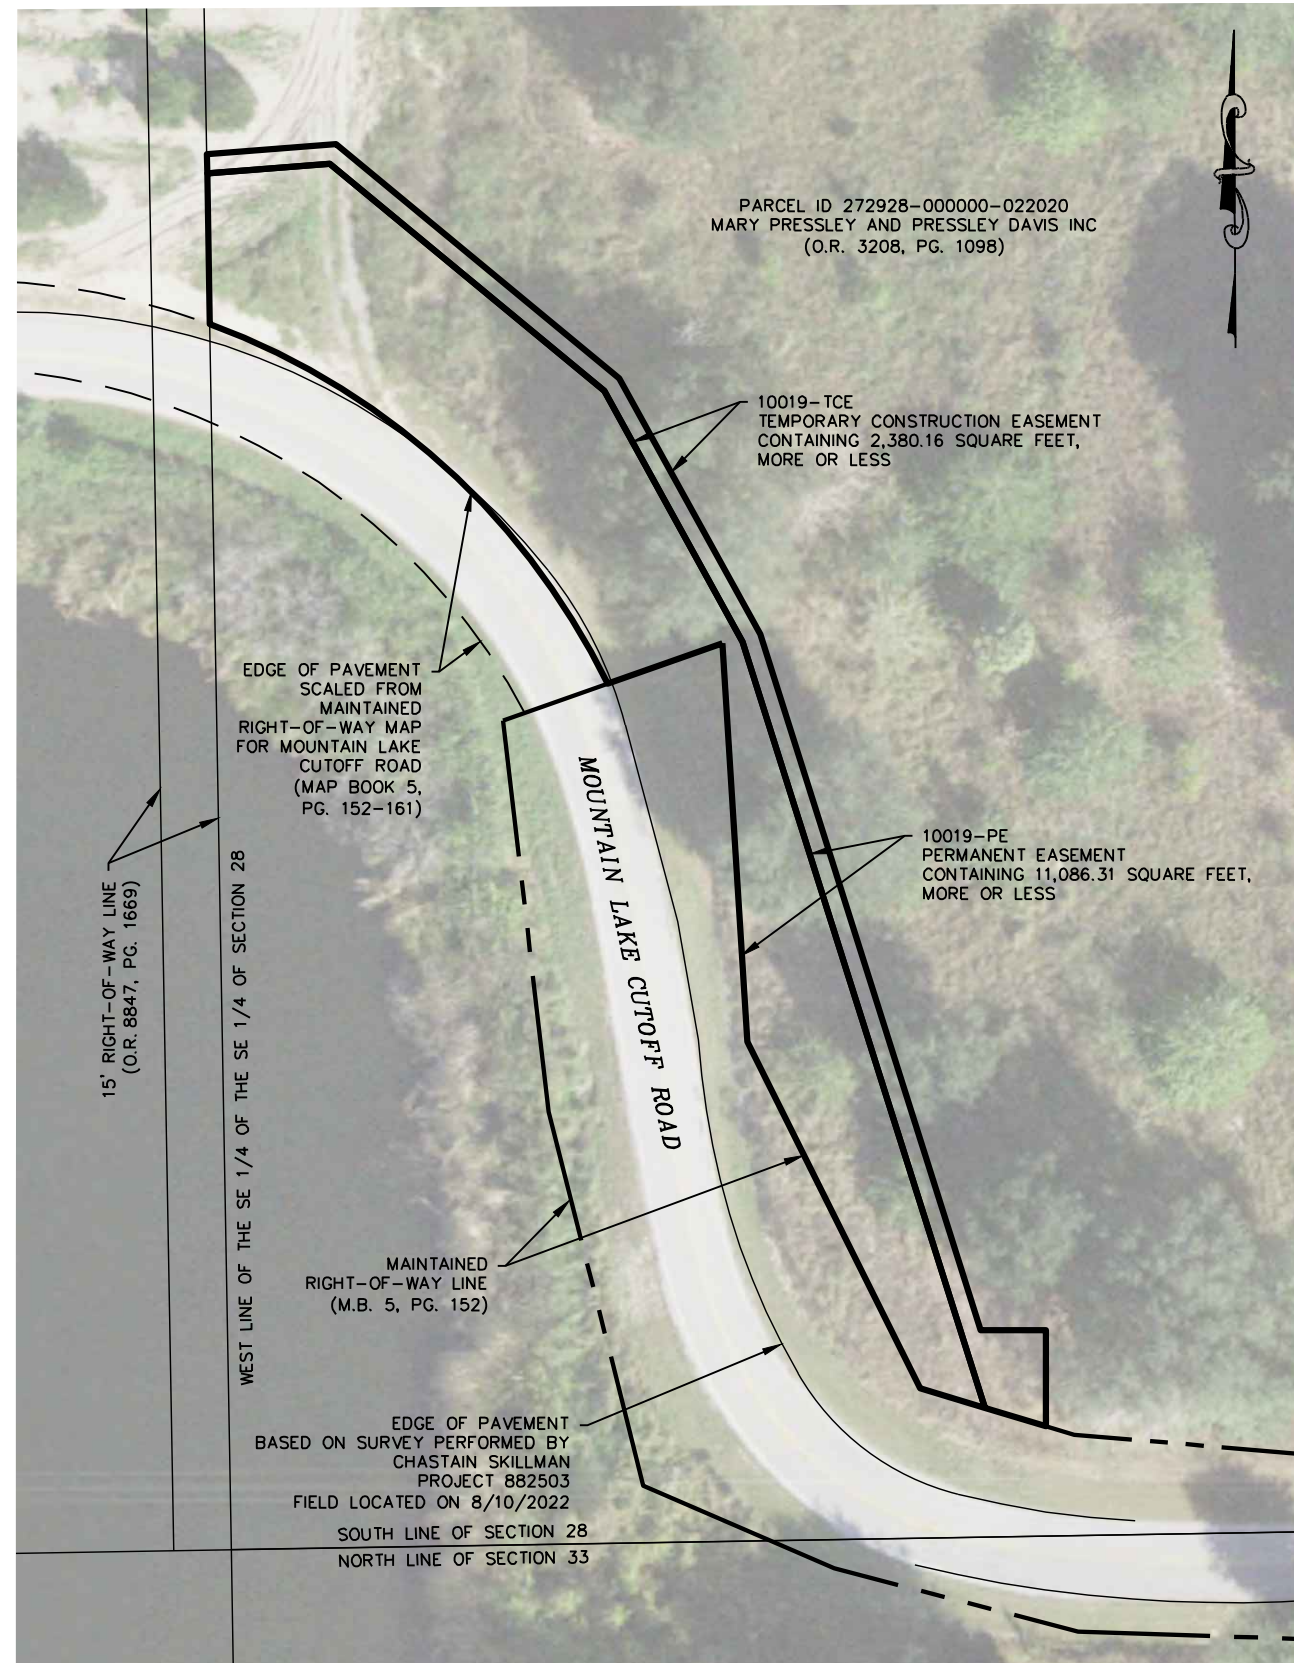 PARCEL ID 272928-000000-022020
MARY PRESSLEY AND PRESSLEY DAVIS INC
(O.R. 3208, PG. 1098)
10019-TCE
TEMPORARY CONSTRUCTION EASEMENT
CONTAINING 2,380.16 SQUARE FEET,
MORE OR LESS
EDGE OF PAVEMENT
SCALED FROM
MAINTAINED
RIGHT-OF-WAY MAP
FOR MOUNTAIN LAKE
CUTOFF ROAD
(MAP BOOK 5,
PG. 152-161)
MOUNTAIN LAKE CUTOFF ROAD
10019-PE
PERMANENT EASEMENT
CONTAINING 11,086.31 SQUARE FEET,
MORE OR LESS
15' RIGHT-OF-WAY LINE
(O.R. 8847, PG. 1669)
WEST LINE OF THE SE 1/4 OF THE SE 1/4 OF SECTION 28
MAINTAINED
RIGHT-OF-WAY LINE
(M.B. 5, PG. 152)
EDGE OF PAVEMENT
BASED ON SURVEY PERFORMED BY
CHASTAIN SKILLMAN
PROJECT 882503
FIELD LOCATED ON 8/10/2022
SOUTH LINE OF SECTION 28
NORTH LINE OF SECTION 33